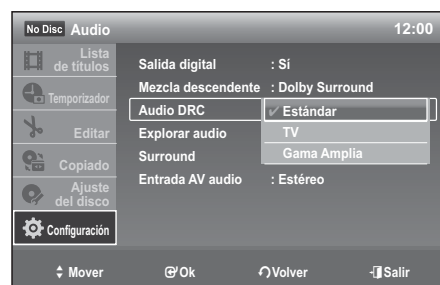 No Disc Audio 12:00
Lista
de títulos
Temporizador
Editar
Copiado
Ajuste
del disco
Configuración
Salida digital : Sí
Mezcla descendente : Dolby Surround
Audio DRC ✓ Estándar
Explorar audio TV
Surround Gama Amplia
Entrada AV audio : Estéreo
Mover Ok Volver Salir